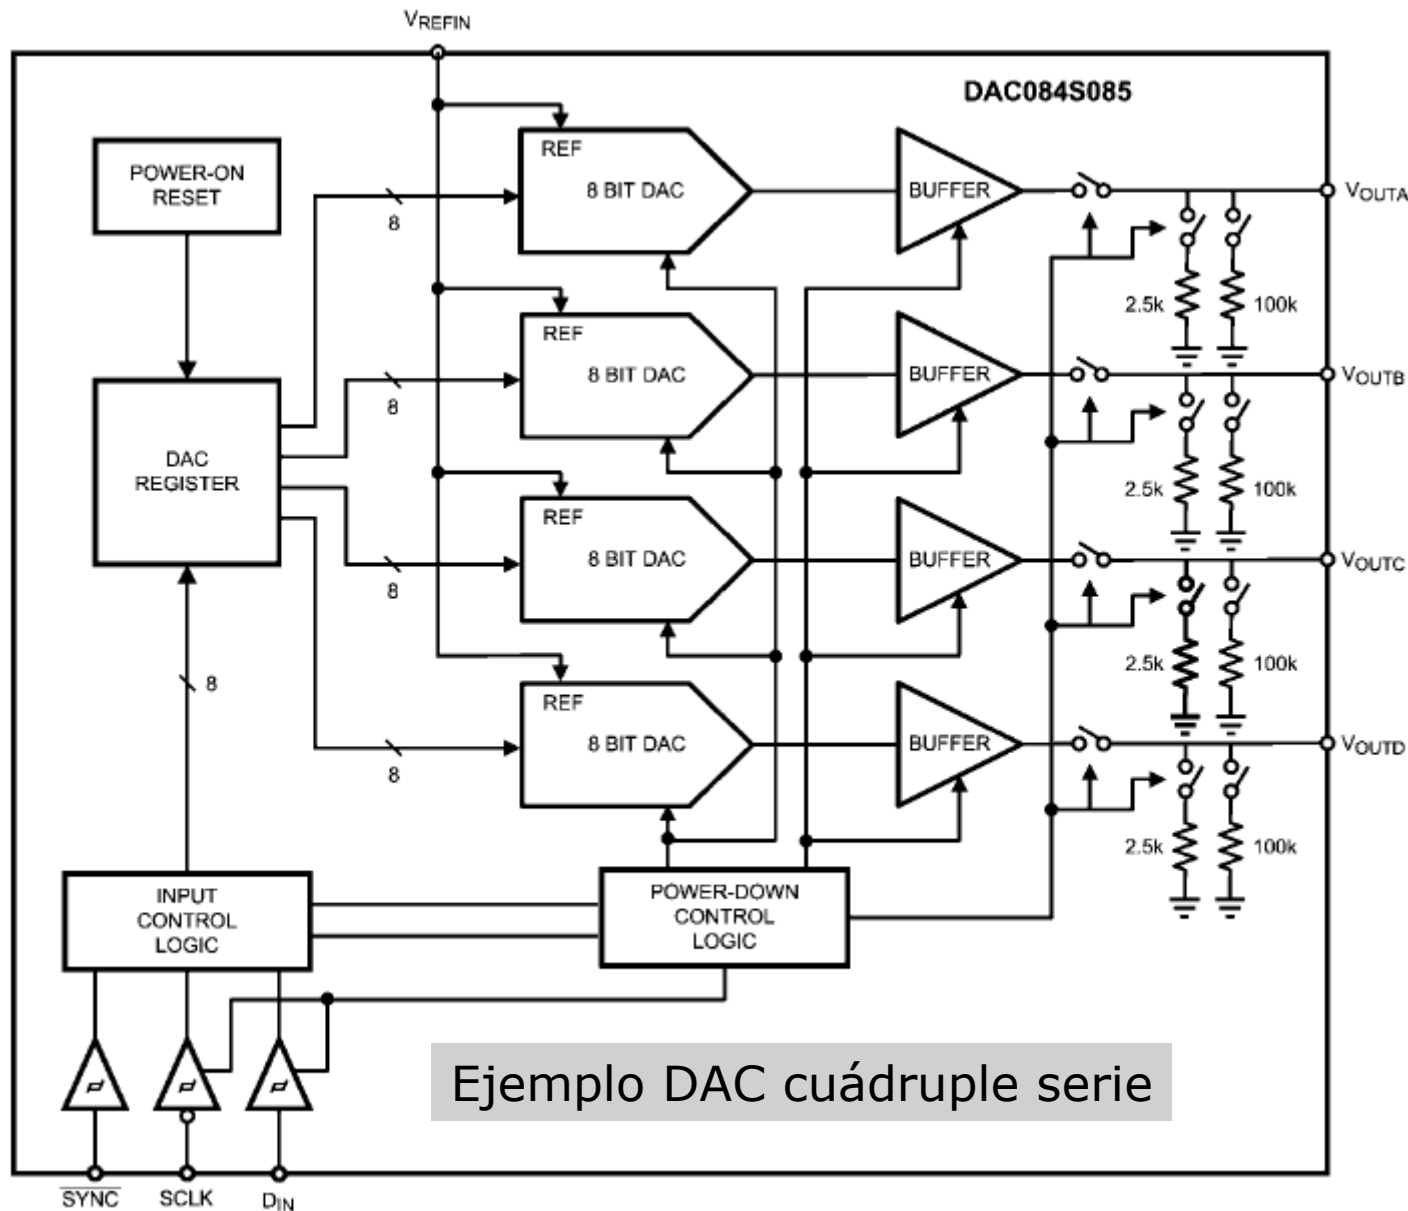 VREFIN
DAC084S085
POWER-ON
RESET
REF
8 BIT DAC
BUFFER
VOUTA
8
2.5k
100k
REF
8 BIT DAC
BUFFER
VOUTB
8
2.5k
100k
DAC
REGISTER
REF
8 BIT DAC
BUFFER
VOUTC
8
2.5k
100k
8
REF
8 BIT DAC
BUFFER
VOUTD
8
2.5k
100k
INPUT
CONTROL
LOGIC
POWER-DOWN
CONTROL
LOGIC
Ejemplo DAC cuádruple serie
SYNC
SCLK
DIN